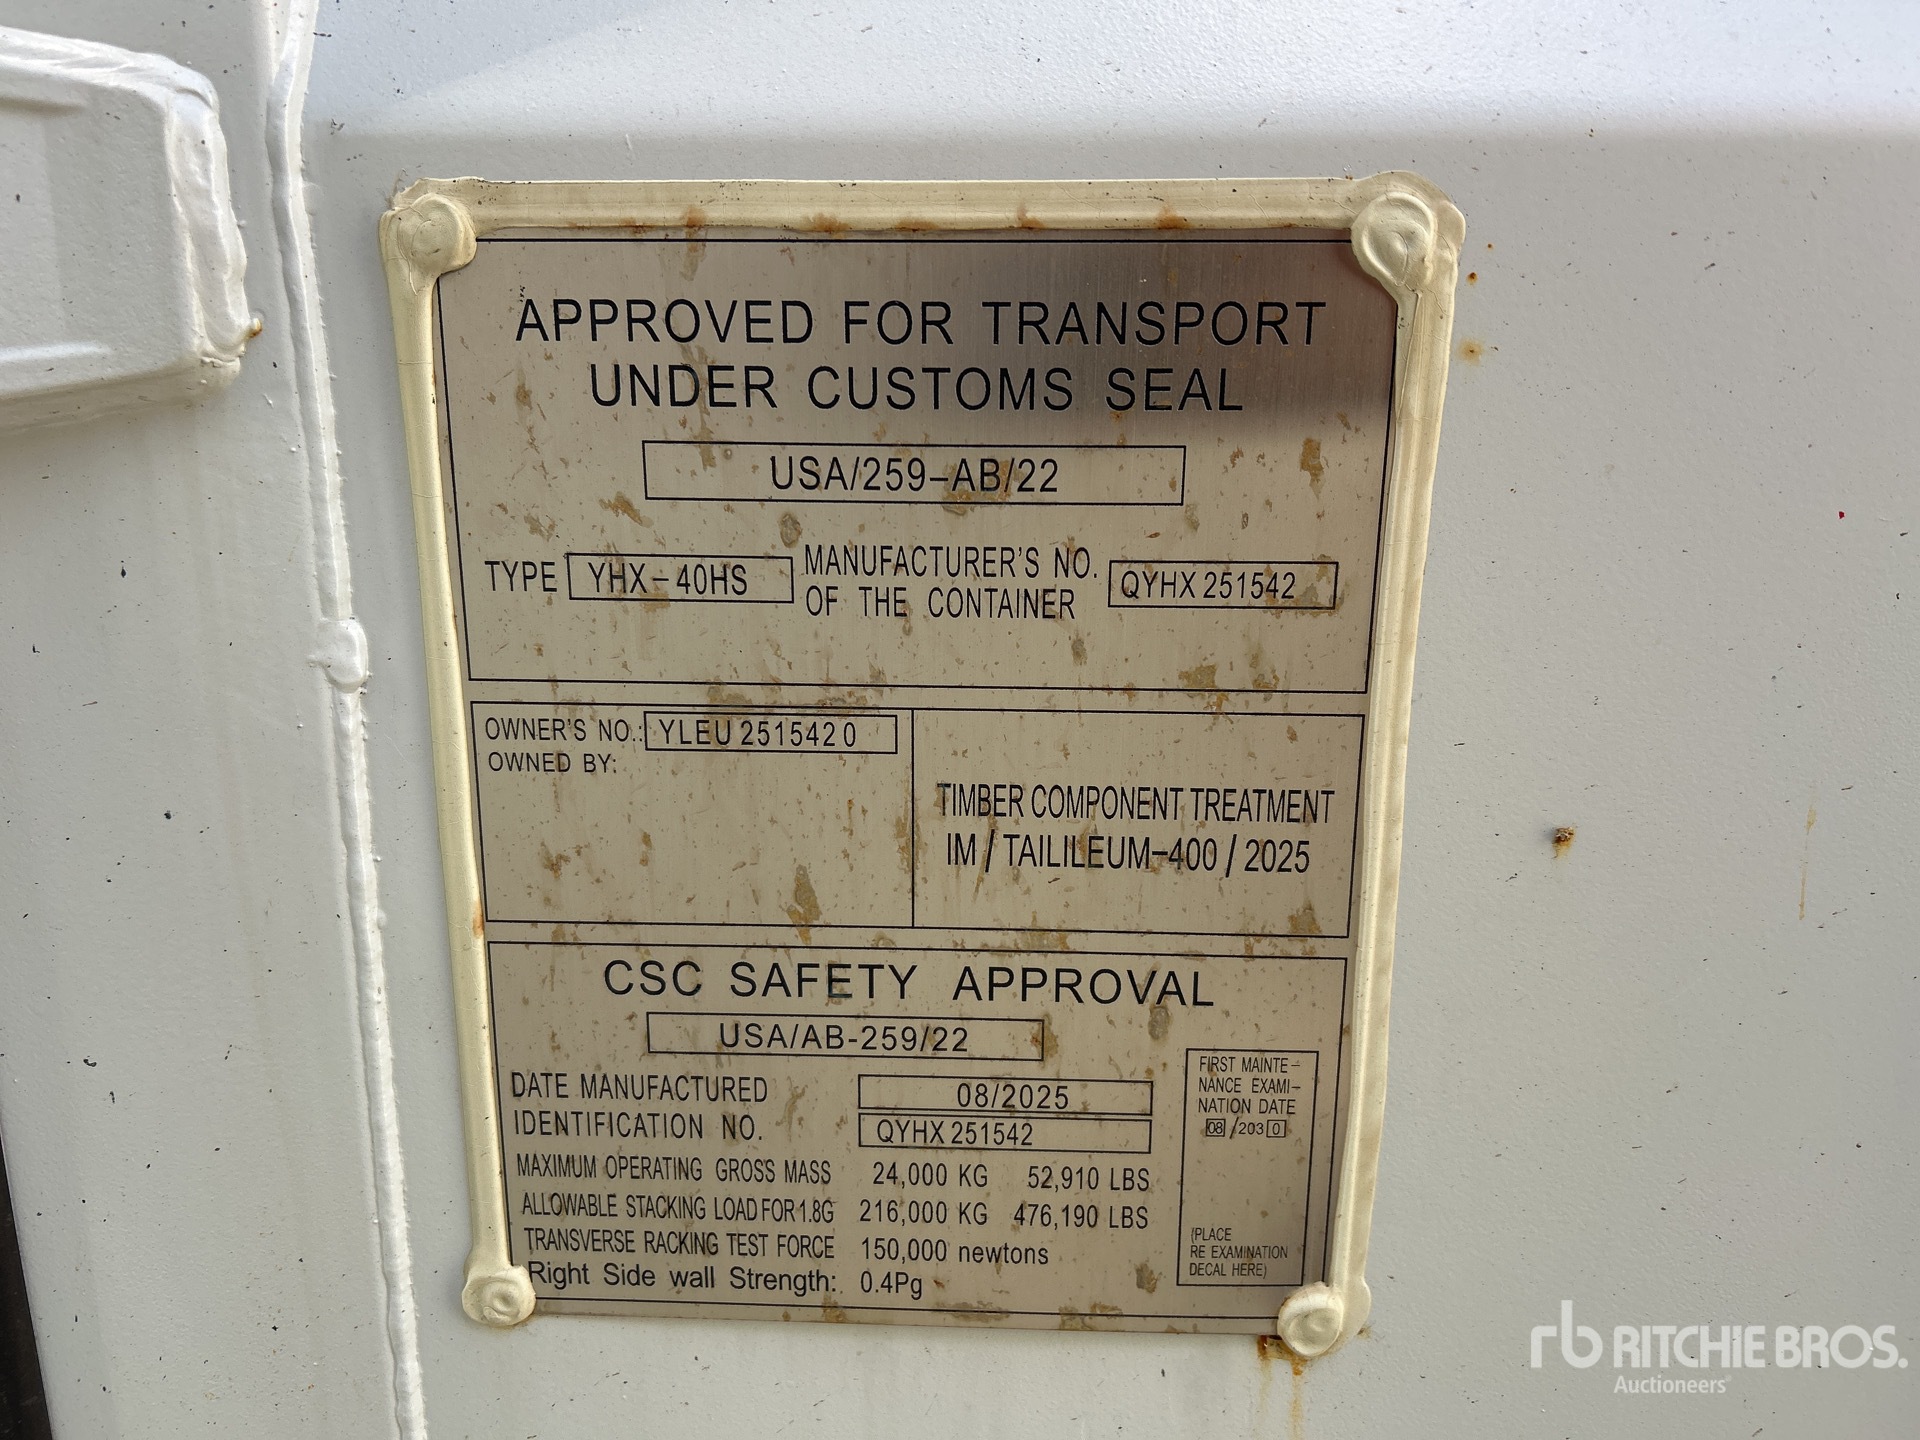 APPROVED FOR TRANSPORT
UNDER CUSTOMS SEAL
USA/259-AB/22
TYPE YHX-40HS MANUFACTURER'S NO. OF THE CONTAINER QYHX 251542
OWNER'S NO.: YLEU 251542 0
OWNED BY:
TIMBER COMPONENT TREATMENT
IM / TAILILEUM-400 / 2025
CSC SAFETY APPROVAL
USA/AB-259/22
DATE MANUFACTURED 08/2025
IDENTIFICATION NO. QYHX 251542
MAXIMUM OPERATING GROSS MASS 24,000 KG 52,910 LBS
ALLOWABLE STACKING LOAD FOR 1.8G 216,000 KG 476,190 LBS
TRANSVERSE RACKING TEST FORCE 150,000 newtons
Right Side wall Strength: 0.4Pg
FIRST MAINTE-
NANCE EXAMI-
NATION DATE
08 /203 0
(PLACE
RE EXAMINATION
DECAL HERE)
rb RITCHIE BROS.
Auctioneers